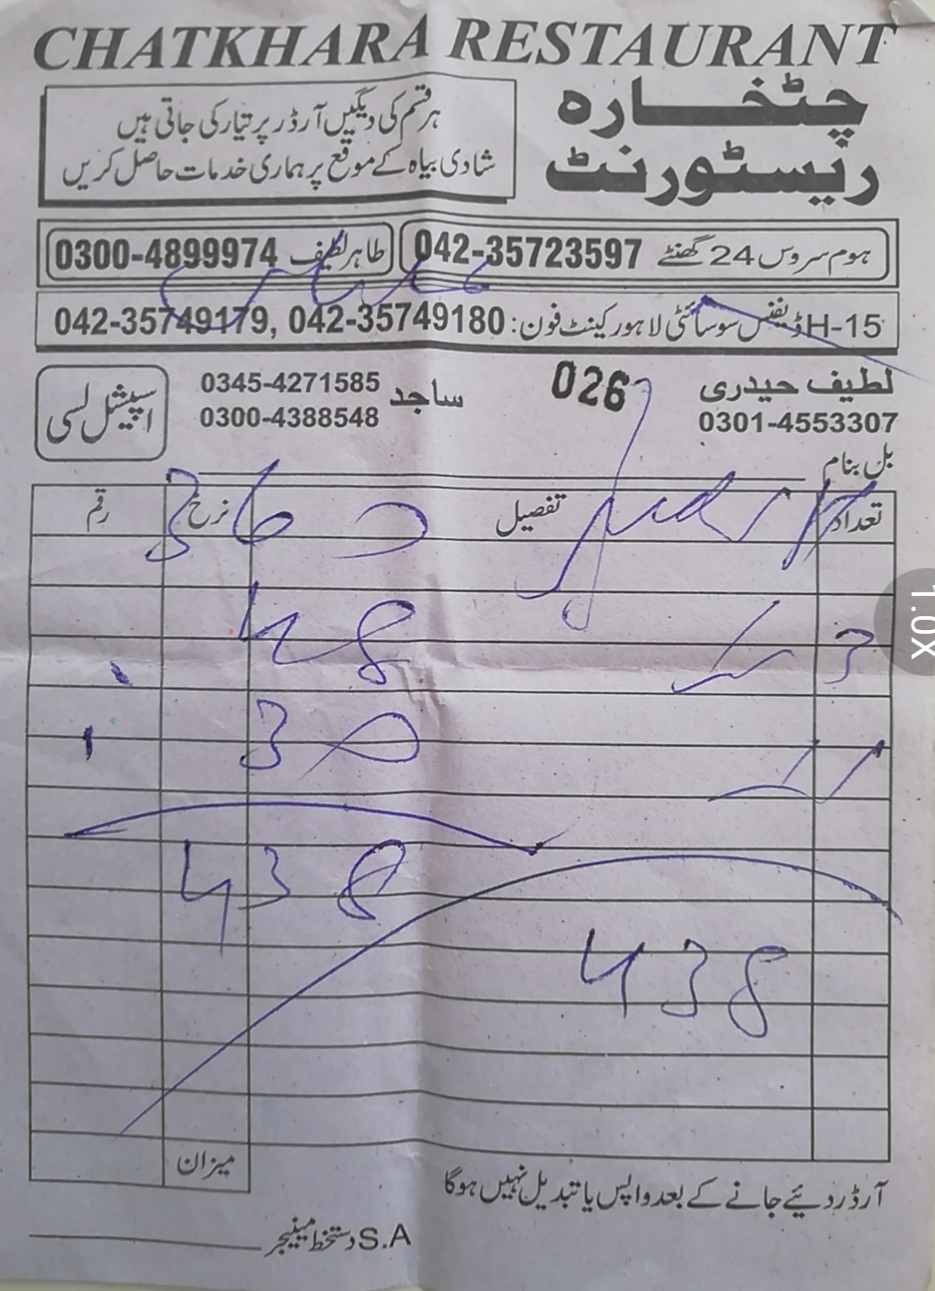 CHATKHARA RESTAURANT
چٹخارہ
ریسٹورنٹ
ہر قسم کی دیگیں آرڈر پر تیار کی جاتی ہیں
شادی بیاہ کے موقع پر ہماری خدمات حاصل کریں
ہوم سروس 24 گھنٹے 042-35723597 طاہر لطیف 0300-4899974
H-15 ڈیفنس سوسائٹی لاہور کینٹ فون: 042-35749180 ,042-35749179
لطیف حیدری
0301-4553307
026
ساجد 0345-4271585
0300-4388548
اسپیشل لسی
بل بنام
تعداد تفصیل نرخ رقم
360
3 48
1 30
438
438
میزان
آرڈر دئیے جانے کے بعد واپس یا تبدیل نہیں ہوگا
S.A دستخط مینیجر
1.0X